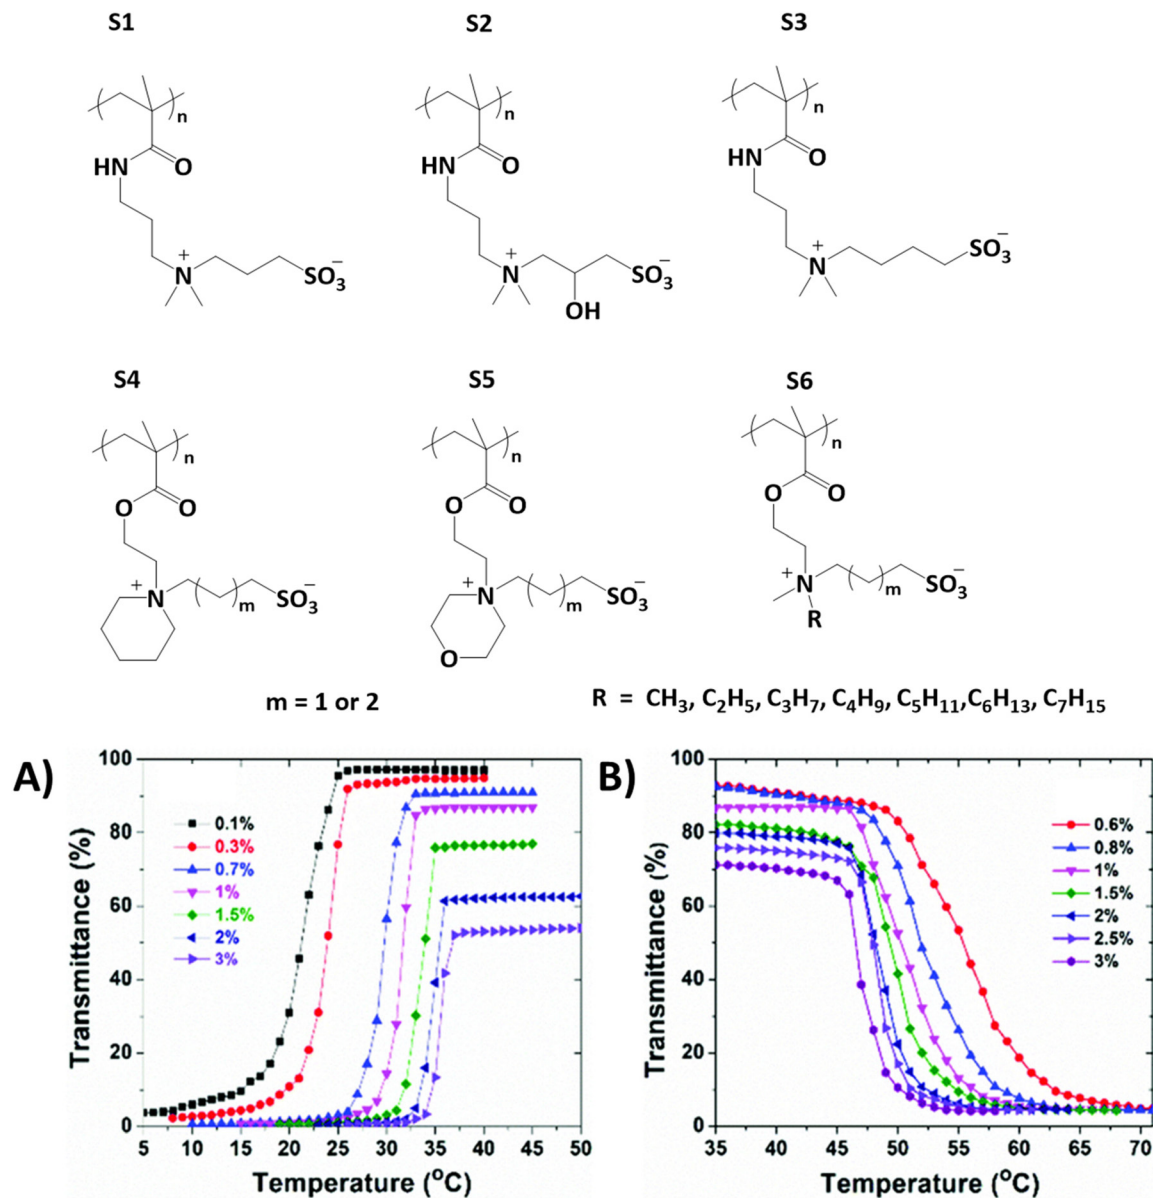 S1 S2 S3
n n n
HN O HN O HN O
+ + +
N SO₃⁻ N SO₃⁻ N SO₃⁻
OH
S4 S5 S6
n n n
O O O O O O
+ + +
N m SO₃⁻ N m SO₃⁻ N m SO₃⁻
O R
m = 1 or 2 R = CH₃, C₂H₅, C₃H₇, C₄H₉, C₅H₁₁,C₆H₁₃, C₇H₁₅
A)
Transmittance (%)
100
80
60
40
20
0
0.1%
0.3%
0.7%
1%
1.5%
2%
3%
5 10 15 20 25 30 35 40 45 50
Temperature (°C)
B)
Transmittance (%)
100
80
60
40
20
0
0.6%
0.8%
1%
1.5%
2%
2.5%
3%
35 40 45 50 55 60 65 70
Temperature (°C)